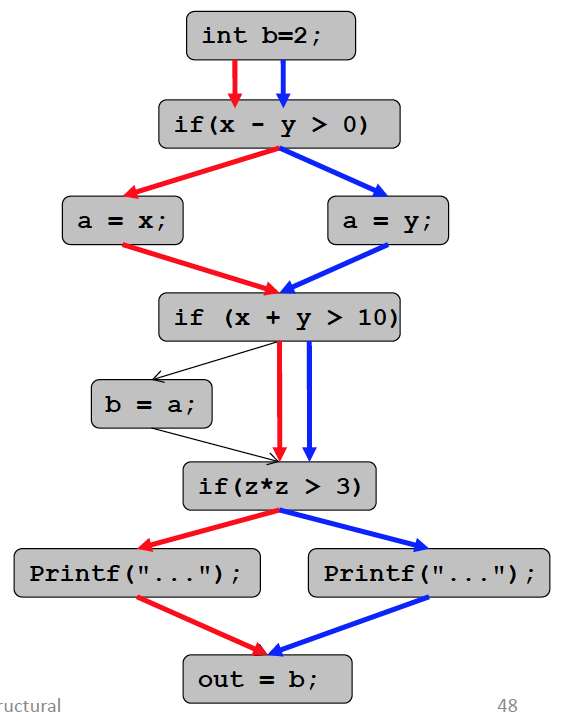 int b=2;
if(x - y > 0)
a = x;
a = y;
if (x + y > 10)
b = a;
if(z*z > 3)
Printf("...");
Printf("...");
out = b;
ructural
48